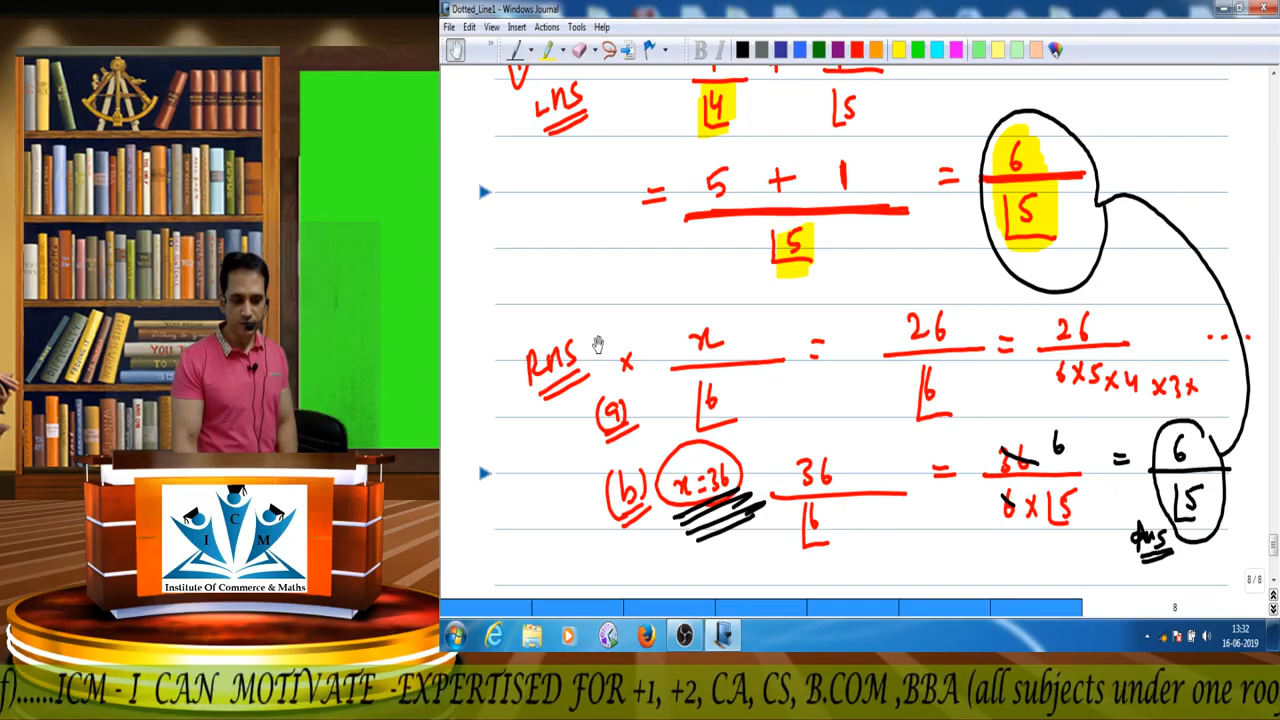 Dotted_Line1 - Windows Journal
File Edit View Insert Actions Tools Help
LHS
⌊4 ⌊5
= 5 + 1 = 6
⌊5 ⌊5
RHS × x = 26 = 26 ....
(a) ⌊6 ⌊6 6×5×4×3×
(b) x=36 36 = 36 6 = 6
⌊6 6 × ⌊5 ⌊5
Ans
I C M
Institute Of Commerce & Maths
8/8
8
13:32
16-06-2019
f)......ICM - I CAN MOTIVATE -EXPERTISED FOR +1, +2, CA, CS, B.COM ,BBA (all subjects under one roo